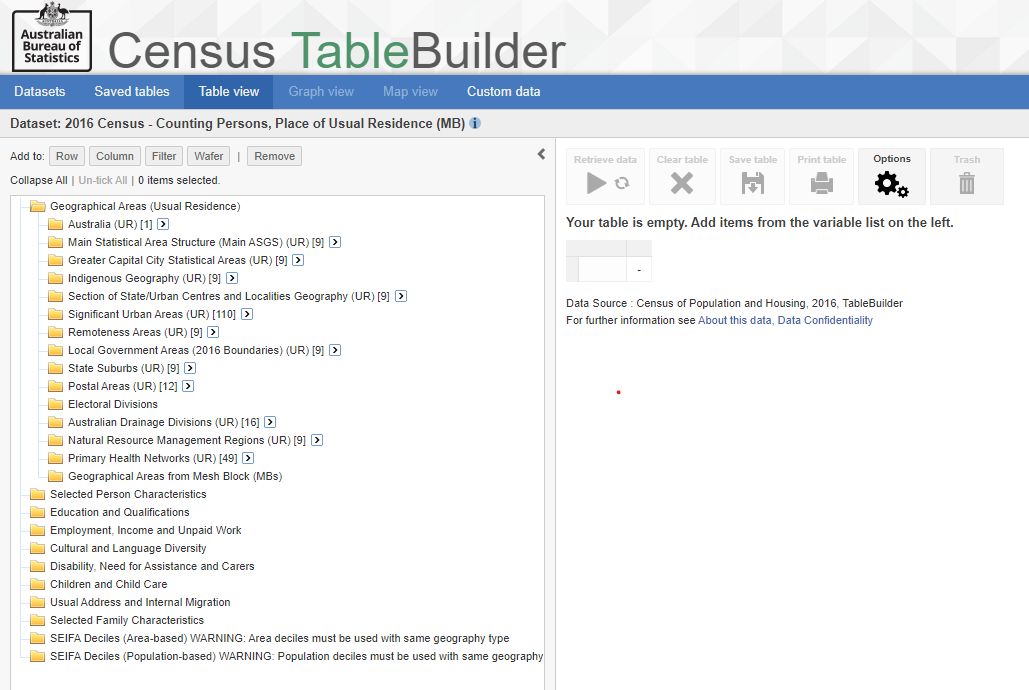 Australian
Bureau of
Statistics
Census TableBuilder
Datasets Saved tables Table view Graph view Map view Custom data
Dataset: 2016 Census - Counting Persons, Place of Usual Residence (MB) i
Add to: Row Column Filter Wafer | Remove
Collapse All | Un-tick All | 0 items selected.
Geographical Areas (Usual Residence)
Australia (UR) [1]
Main Statistical Area Structure (Main ASGS) (UR) [9]
Greater Capital City Statistical Areas (UR) [9]
Indigenous Geography (UR) [9]
Section of State/Urban Centres and Localities Geography (UR) [9]
Significant Urban Areas (UR) [110]
Remoteness Areas (UR) [9]
Local Government Areas (2016 Boundaries) (UR) [9]
State Suburbs (UR) [9]
Postal Areas (UR) [12]
Electoral Divisions
Australian Drainage Divisions (UR) [16]
Natural Resource Management Regions (UR) [9]
Primary Health Networks (UR) [49]
Geographical Areas from Mesh Block (MBs)
Selected Person Characteristics
Education and Qualifications
Employment, Income and Unpaid Work
Cultural and Language Diversity
Disability, Need for Assistance and Carers
Children and Child Care
Usual Address and Internal Migration
Selected Family Characteristics
SEIFA Deciles (Area-based) WARNING: Area deciles must be used with same geography type
SEIFA Deciles (Population-based) WARNING: Population deciles must be used with same geography
Retrieve data Clear table Save table Print table Options Trash
Your table is empty. Add items from the variable list on the left.
-
Data Source : Census of Population and Housing, 2016, TableBuilder
For further information see About this data, Data Confidentiality